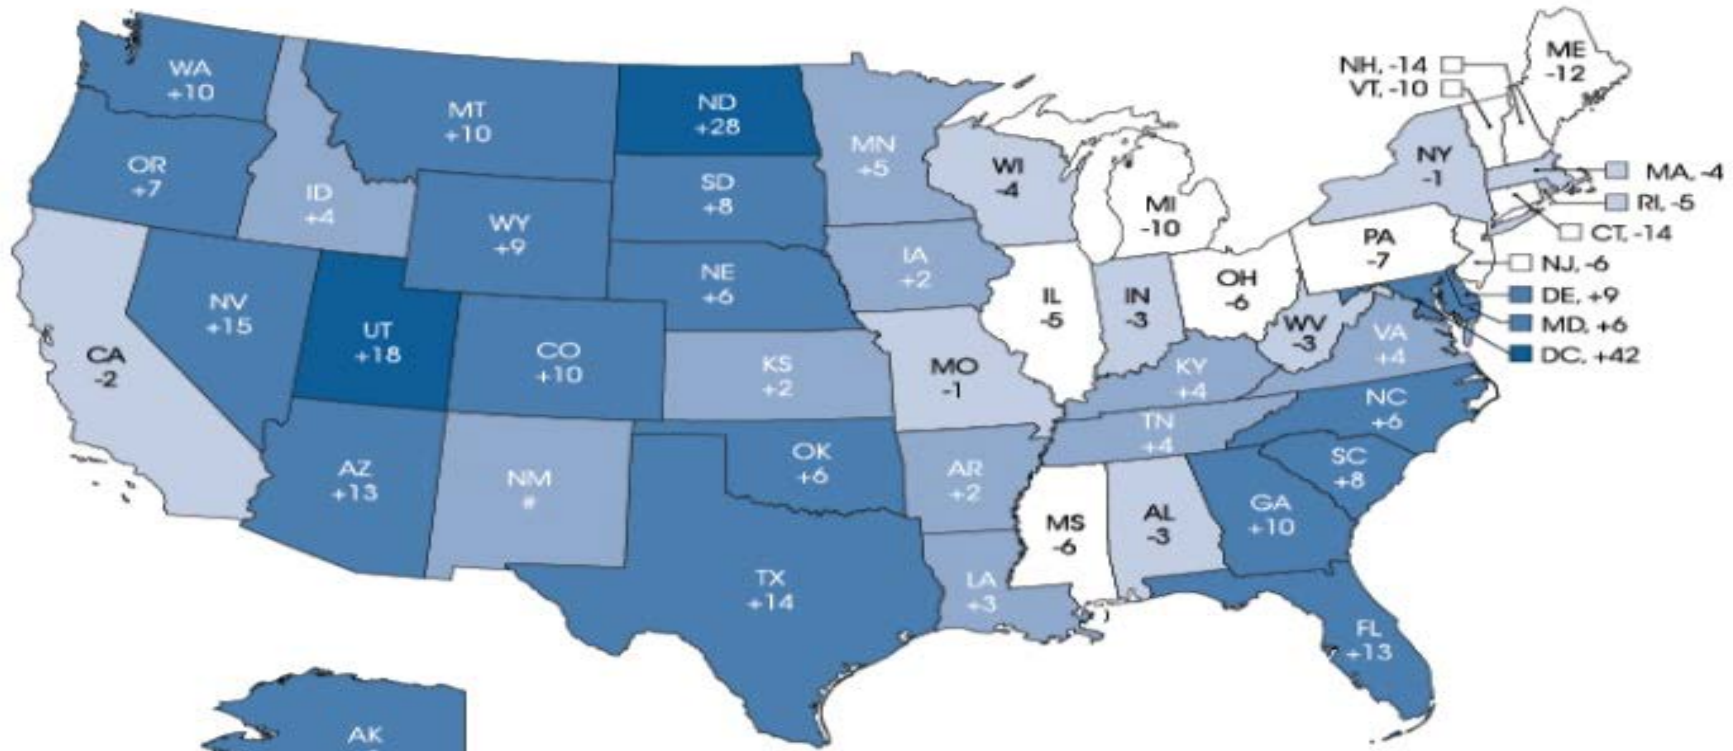 WA
+10
OR
+7
CA
-2
ID
+4
NV
+15
MT
+10
WY
+9
UT
+18
CO
+10
AZ
+13
NM
#
ND
+28
SD
+8
NE
+6
KS
+2
OK
+6
TX
+14
MN
+5
IA
+2
MO
-1
AR
+2
LA
+3
WI
-4
IL
-5
MI
-10
IN
-3
OH
-6
KY
+4
TN
+4
MS
-6
AL
-3
GA
+10
FL
+13
SC
+8
NC
+6
VA
+4
WV
-3
PA
-7
NY
-1
ME
-12
NH, -14
VT, -10
MA, -4
RI, -5
CT, -14
NJ, -6
DE, +9
MD, +6
DC, +42
AK